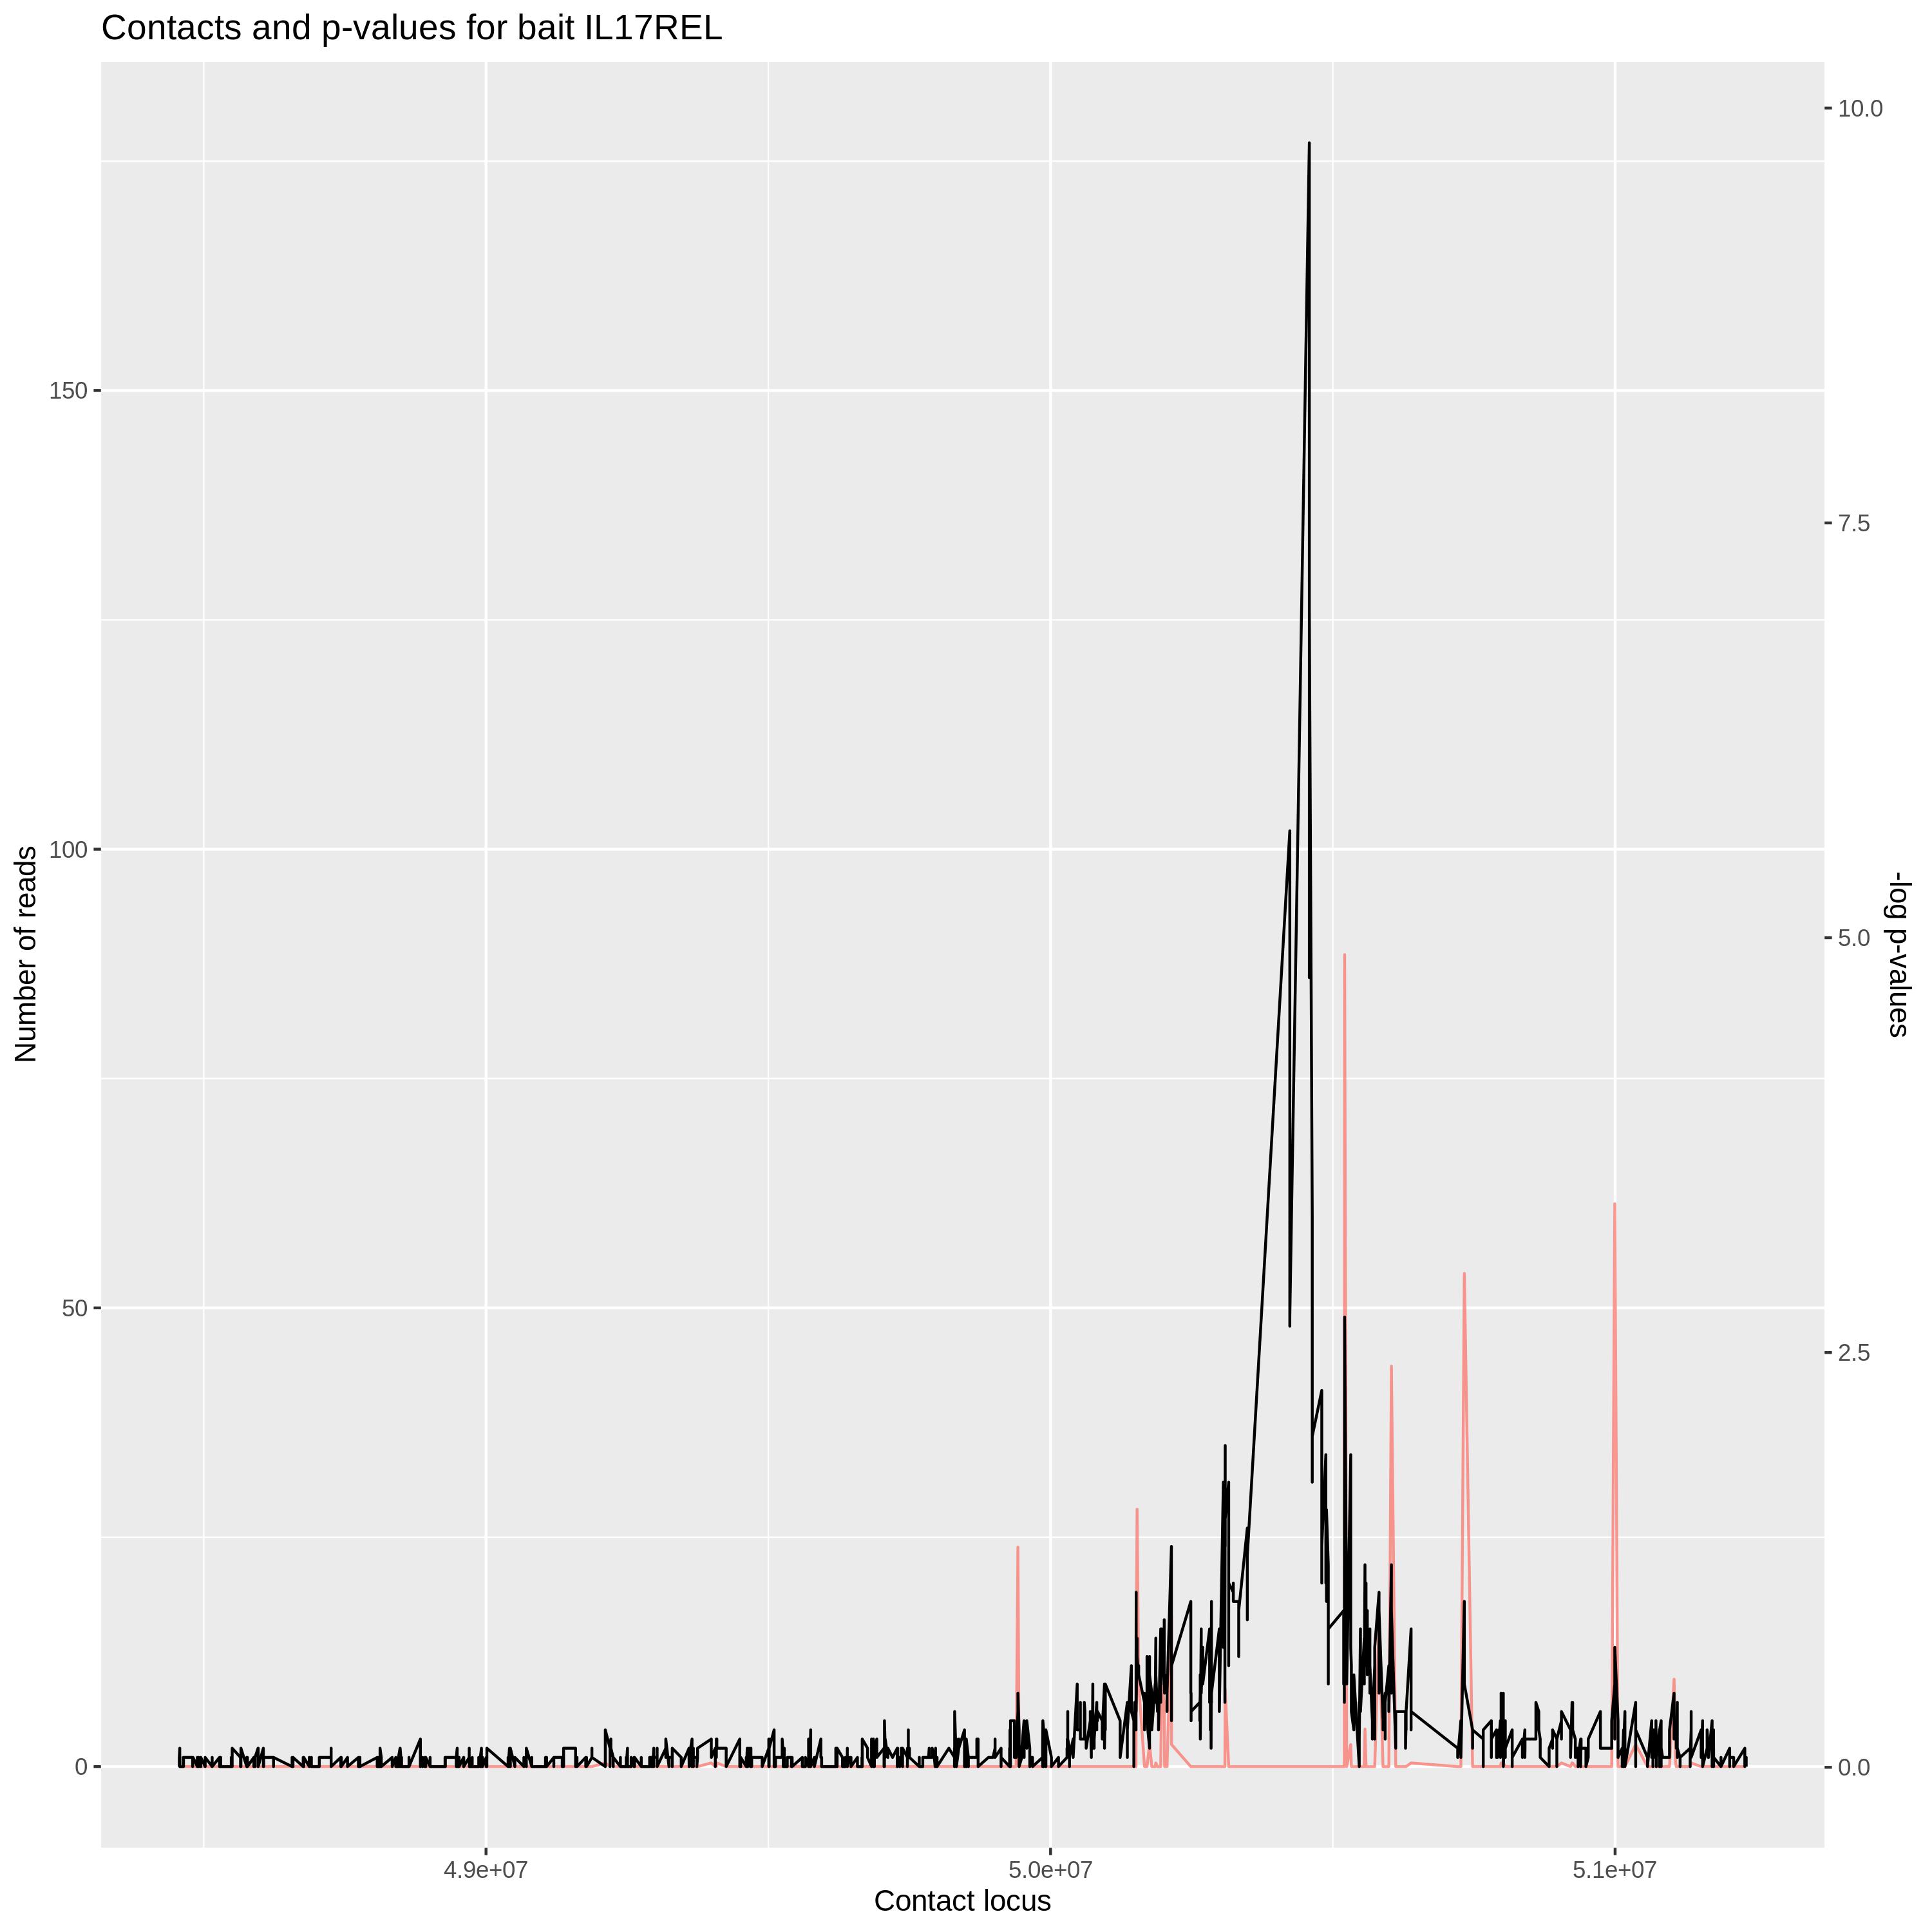 Contacts and p-values for bait IL17REL
10.0
150
7.5
100
5.0
Number of reads
-log p-values
50
2.5
0
0.0
4.9e+07 5.0e+07 5.1e+07
Contact locus